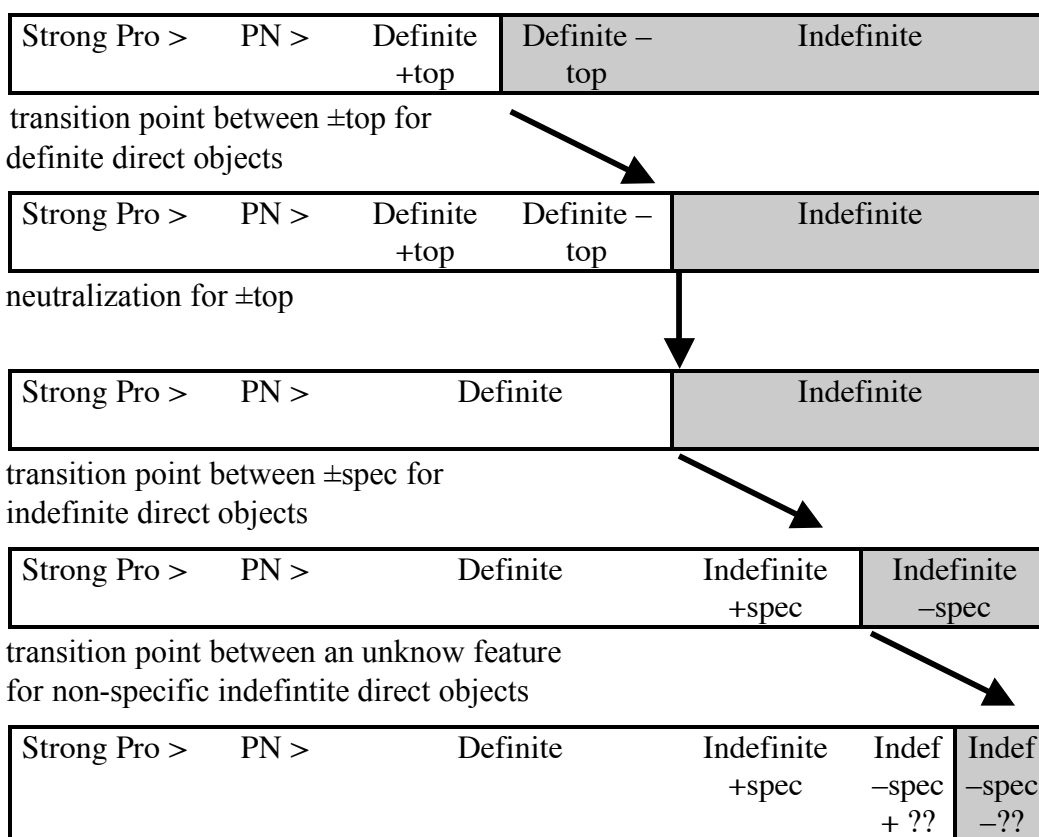 Strong Pro > PN > Definite Definite – Indefinite
+top top
transition point between ±top for
definite direct objects
Strong Pro > PN > Definite Definite – Indefinite
+top top
neutralization for ±top
Strong Pro > PN > Definite Indefinite
transition point between ±spec for
indefinite direct objects
Strong Pro > PN > Definite Indefinite Indefinite
+spec –spec
transition point between an unknow feature
for non-specific indefintite direct objects
Strong Pro > PN > Definite Indefinite Indef Indef
+spec –spec –spec
+ ?? –??